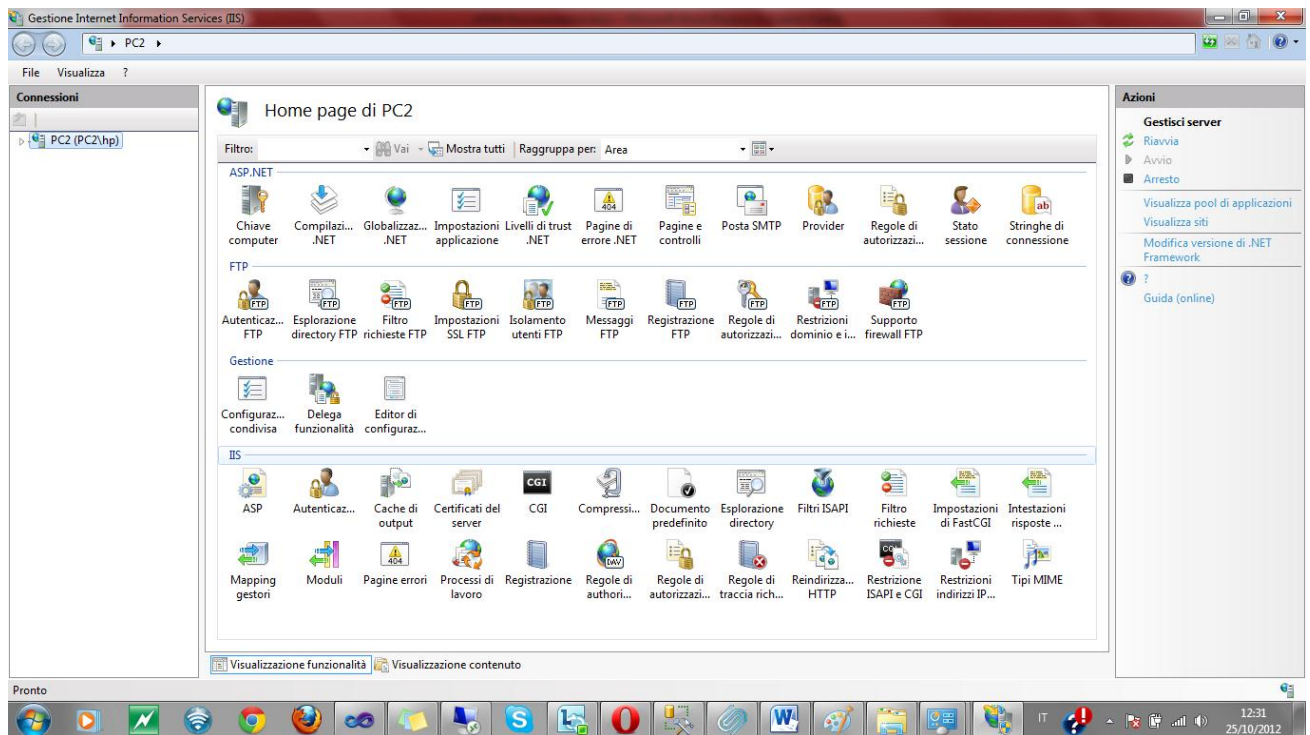 Gestione Internet Information Services (IIS)
PC2
File Visualizza ?
Connessioni
PC2 (PC2\hp)
Home page di PC2
Filtro: Vai Mostra tutti Raggruppa per: Area
ASP.NET
Chiave computer
Compilazi... .NET
Globalizzaz... .NET
Impostazioni applicazione
Livelli di trust .NET
Pagine di errore .NET
Pagine e controlli
Posta SMTP
Provider
Regole di autorizzazi...
Stato sessione
Stringhe di connessione
FTP
Autenticaz... FTP
Esplorazione directory FTP
Filtro richieste FTP
Impostazioni SSL FTP
Isolamento utenti FTP
Messaggi FTP
Registrazione FTP
Regole di autorizzazi...
Restrizioni dominio e i...
Supporto firewall FTP
Gestione
Configuraz... condivisa
Delega funzionalità
Editor di configuraz...
IIS
ASP
Autenticaz...
Cache di output
Certificati del server
CGI
Compressi...
Documento predefinito
Esplorazione directory
Filtri ISAPI
Filtro richieste
Impostazioni di FastCGI
Intestazioni risposte ...
Mapping gestori
Moduli
Pagine errori
Processi di lavoro
Registrazione
Regole di authori...
Regole di autorizzazi...
Regole di traccia rich...
Reindirizza... HTTP
Restrizione ISAPI e CGI
Restrizioni indirizzi IP...
Tipi MIME
Visualizzazione funzionalità Visualizzazione contenuto
Azioni
Gestisci server
Riavvia
Avvio
Arresto
Visualizza pool di applicazioni
Visualizza siti
Modifica versione di .NET
Framework
?
Guida (online)
Pronto
IT
12:31
25/10/2012